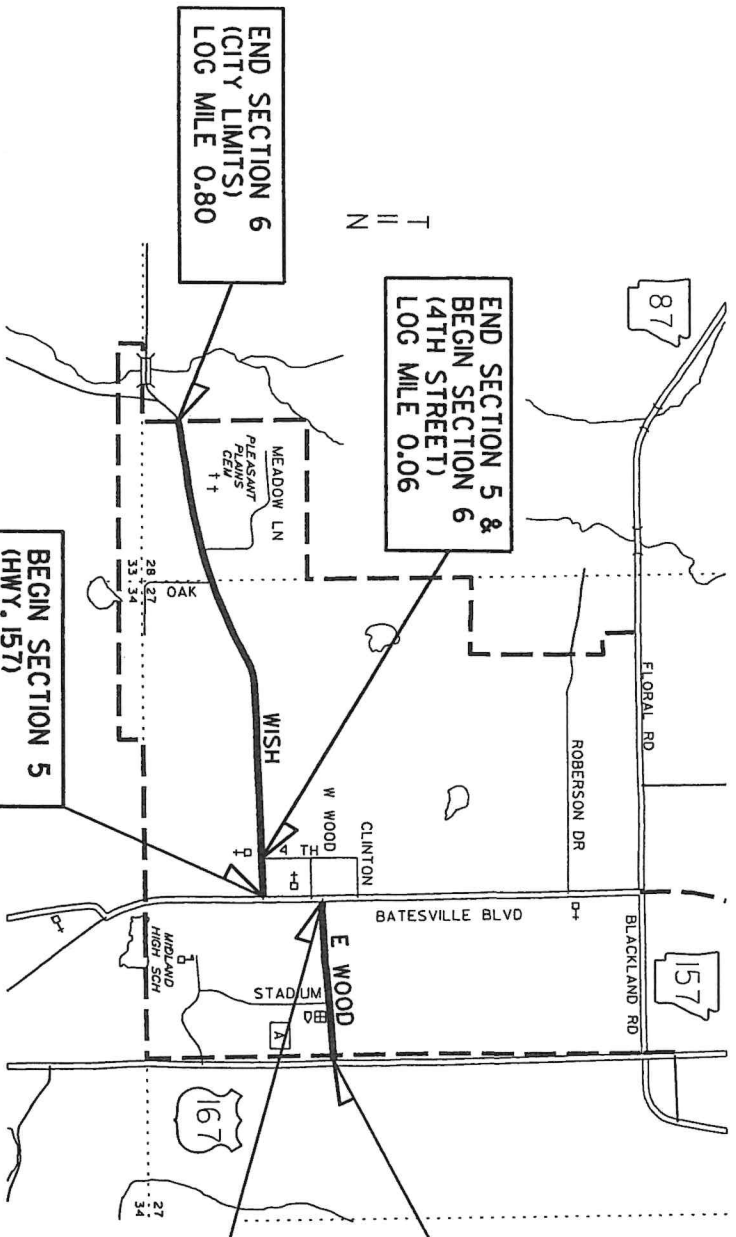 END SECTION 6
(CITY LIMITS)
LOG MILE 0.80
T 11 N
END SECTION 5 &
BEGIN SECTION 6
(4TH STREET)
LOG MILE 0.06
87
FLORAL RD
ROBERSON DR
MEADOW LN
PLEASANT
PLAINS
CEM
OAK
28 27
33 34
WISH
W WOOD
CLINTON
4 TH
BATESVILLE BLVD
BLACKLAND RD
157
BEGIN SECTION 5
(HWY. 157)
E WOOD
STADIUM
MIDLAND
HIGH SCH
A
167
27
34